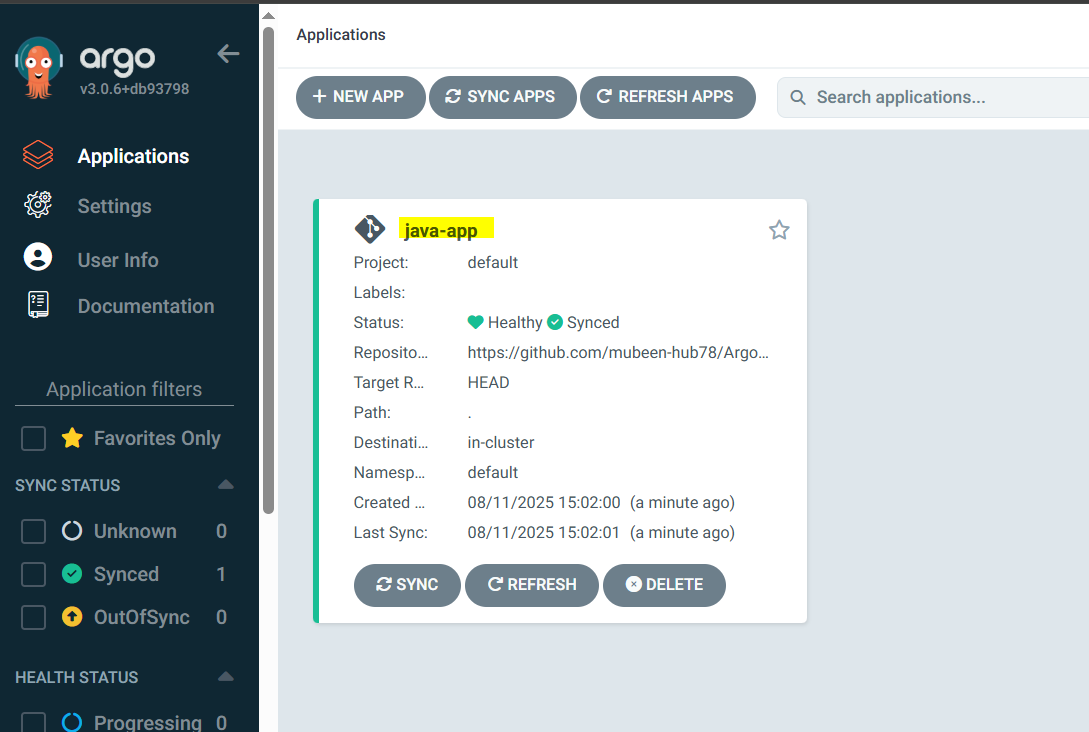 argo
v3.0.6+db93798
Applications
Settings
User Info
Documentation
Application filters
Favorites Only
SYNC STATUS
Unknown 0
Synced 1
OutOfSync 0
HEALTH STATUS
Progressing 0
Applications
+ NEW APP SYNC APPS REFRESH APPS Search applications...
java-app
Project: default
Labels:
Status: Healthy Synced
Reposito... https://github.com/mubeen-hub78/Argo...
Target R... HEAD
Path: .
Destinati... in-cluster
Namesp... default
Created ... 08/11/2025 15:02:00 (a minute ago)
Last Sync: 08/11/2025 15:02:01 (a minute ago)
SYNC REFRESH DELETE